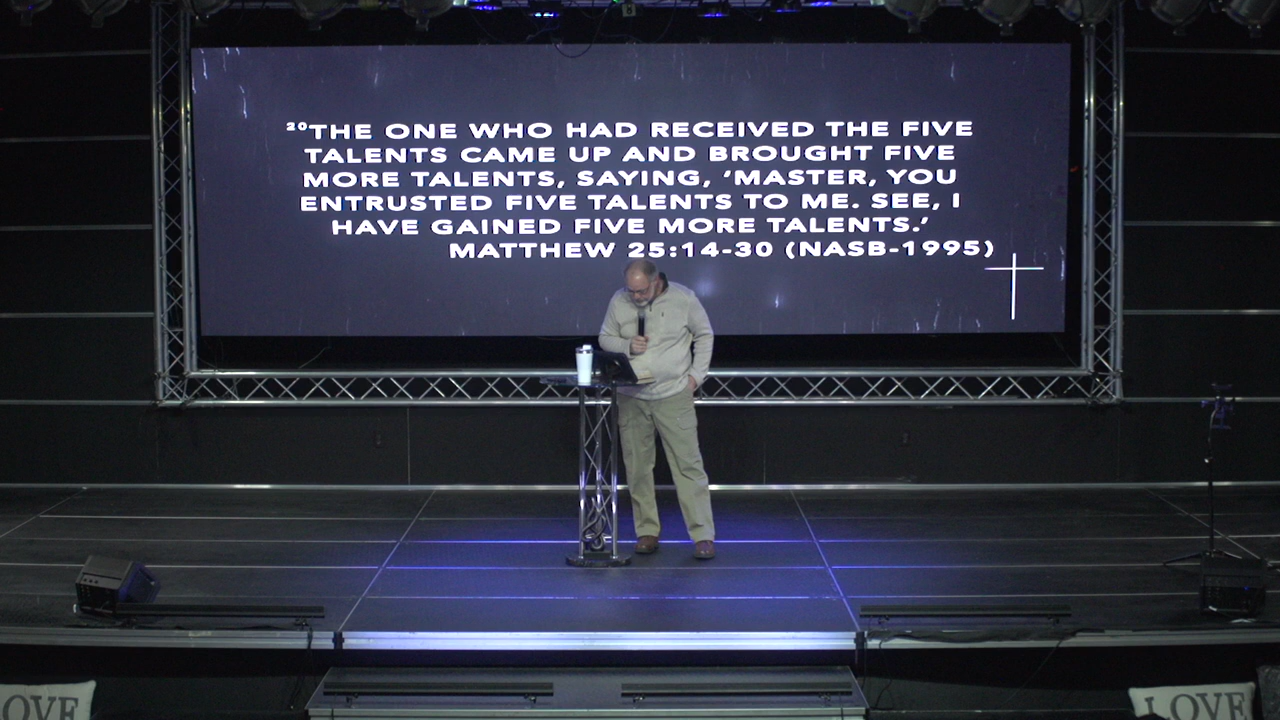 ²⁰THE ONE WHO HAD RECEIVED THE FIVE
TALENTS CAME UP AND BROUGHT FIVE
MORE TALENTS, SAYING, ‘MASTER, YOU
ENTRUSTED FIVE TALENTS TO ME. SEE, I
HAVE GAINED FIVE MORE TALENTS.’
MATTHEW 25:14-30 (NASB-1995)
LOVE
LOVE